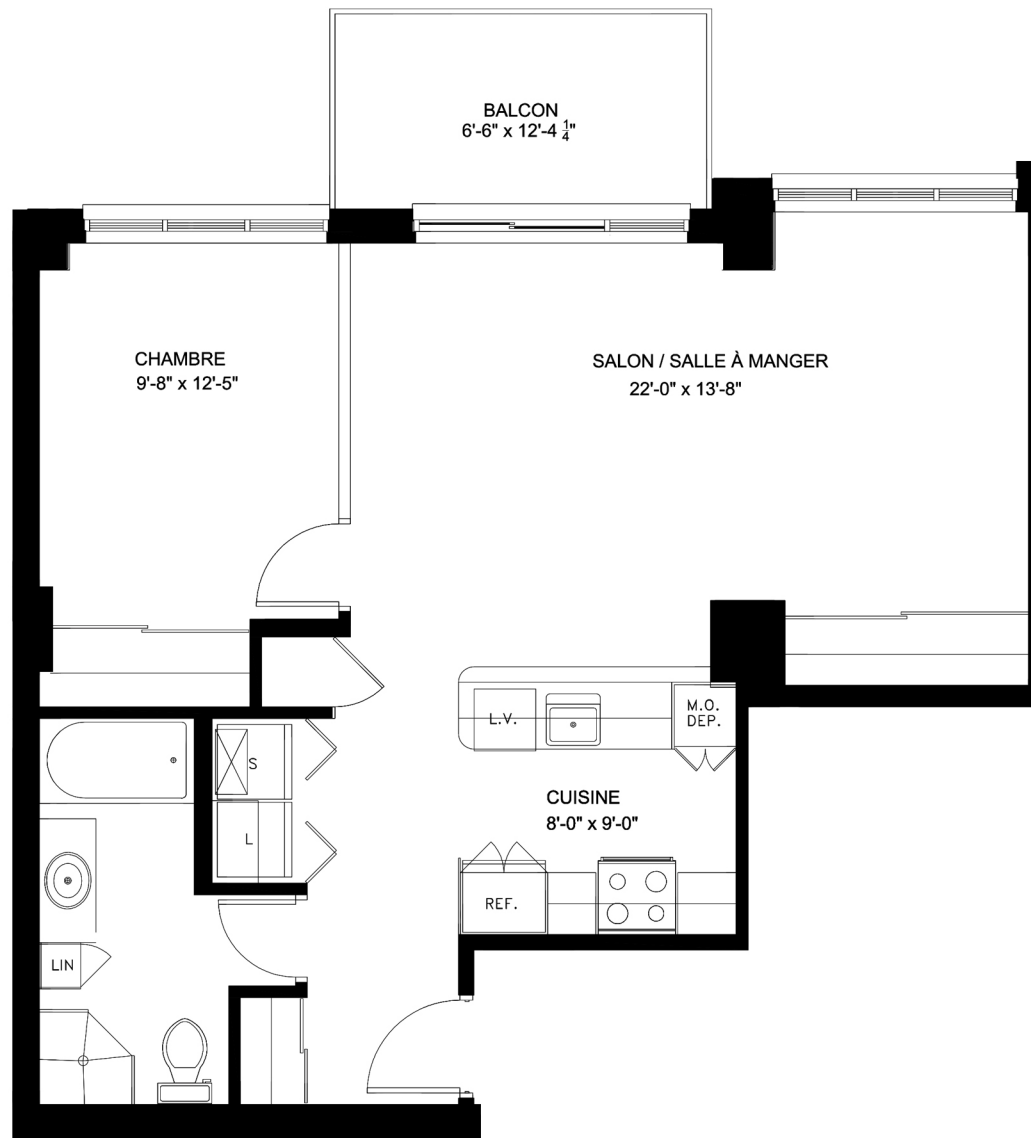 BALCON
6'-6" x 12'-4 1/4"
CHAMBRE
9'-8" x 12'-5"
SALON / SALLE À MANGER
22'-0" x 13'-8"
L.V.
M.O.
DEP.
S
CUISINE
8'-0" x 9'-0"
L
REF.
LIN